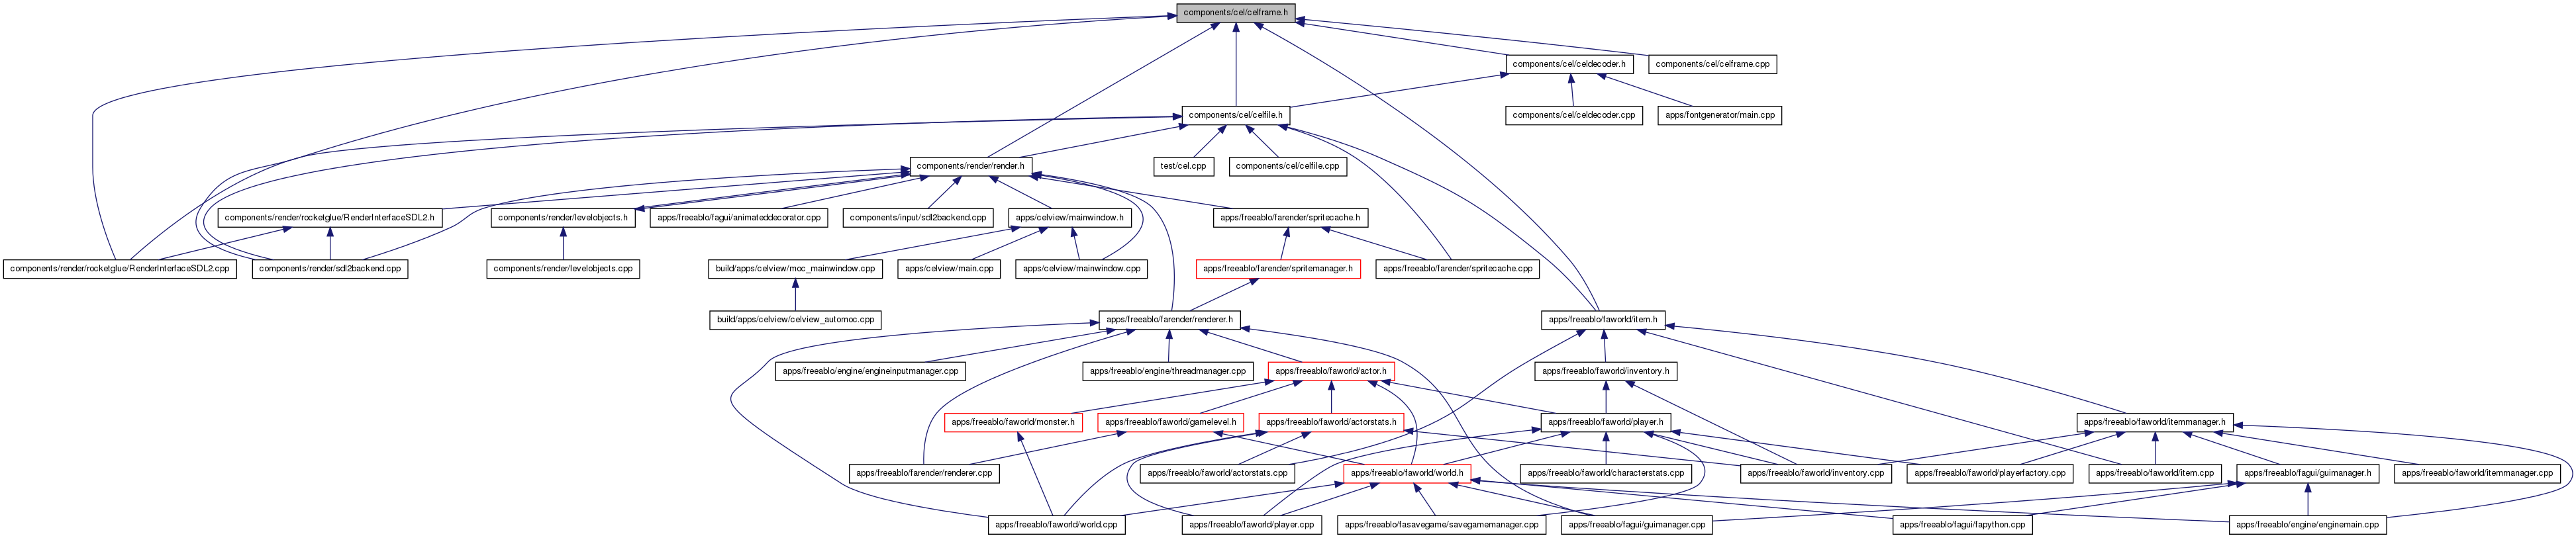 components/cel/celframe.h
components/cel/celdecoder.h
components/cel/celframe.cpp
components/cel/celfile.h
components/cel/celdecoder.cpp
apps/fontgenerator/main.cpp
components/render/render.h
test/cel.cpp
components/cel/celfile.cpp
components/render/rocketglue/RenderInterfaceSDL2.h
components/render/levelobjects.h
apps/freeablo/fagui/animateddecorator.cpp
components/input/sdl2backend.cpp
apps/celview/mainwindow.h
apps/freeablo/farender/spritecache.h
components/render/rocketglue/RenderInterfaceSDL2.cpp
components/render/sdl2backend.cpp
components/render/levelobjects.cpp
build/apps/celview/moc_mainwindow.cpp
apps/celview/main.cpp
apps/celview/mainwindow.cpp
apps/freeablo/farender/spritemanager.h
apps/freeablo/farender/spritecache.cpp
build/apps/celview/celview_automoc.cpp
apps/freeablo/farender/renderer.h
apps/freeablo/faworld/item.h
apps/freeablo/engine/engineinputmanager.cpp
apps/freeablo/engine/threadmanager.cpp
apps/freeablo/faworld/actor.h
apps/freeablo/faworld/inventory.h
apps/freeablo/faworld/monster.h
apps/freeablo/faworld/gamelevel.h
apps/freeablo/faworld/actorstats.h
apps/freeablo/faworld/player.h
apps/freeablo/faworld/itemmanager.h
apps/freeablo/farender/renderer.cpp
apps/freeablo/faworld/actorstats.cpp
apps/freeablo/faworld/world.h
apps/freeablo/faworld/characterstats.cpp
apps/freeablo/faworld/inventory.cpp
apps/freeablo/faworld/playerfactory.cpp
apps/freeablo/faworld/item.cpp
apps/freeablo/fagui/guimanager.h
apps/freeablo/faworld/itemmanager.cpp
apps/freeablo/faworld/world.cpp
apps/freeablo/faworld/player.cpp
apps/freeablo/fasavegame/savegamemanager.cpp
apps/freeablo/fagui/guimanager.cpp
apps/freeablo/fagui/fapython.cpp
apps/freeablo/engine/enginemain.cpp